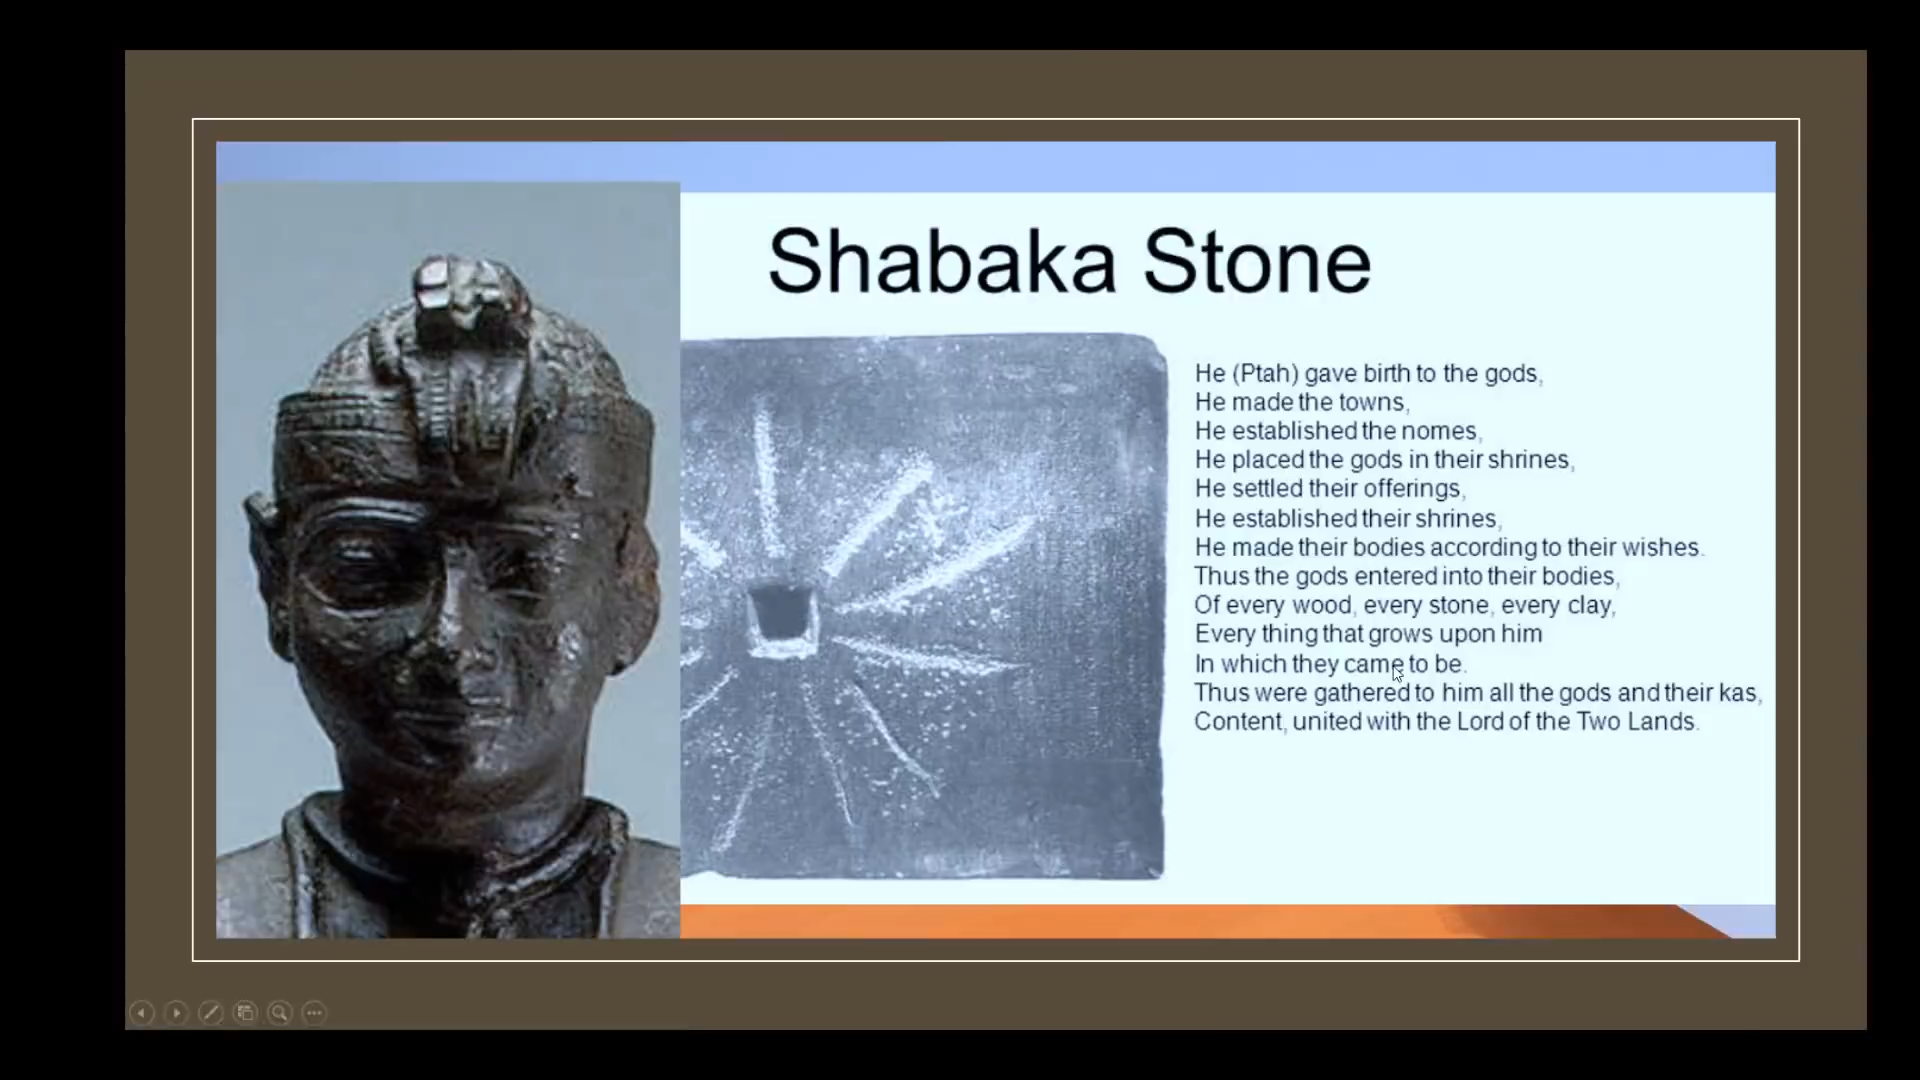 Shabaka Stone
He (Ptah) gave birth to the gods,
He made the towns,
He established the nomes,
He placed the gods in their shrines,
He settled their offerings,
He established their shrines,
He made their bodies according to their wishes.
Thus the gods entered into their bodies,
Of every wood, every stone, every clay,
Every thing that grows upon him
In which they came to be.
Thus were gathered to him all the gods and their kas,
Content, united with the Lord of the Two Lands.